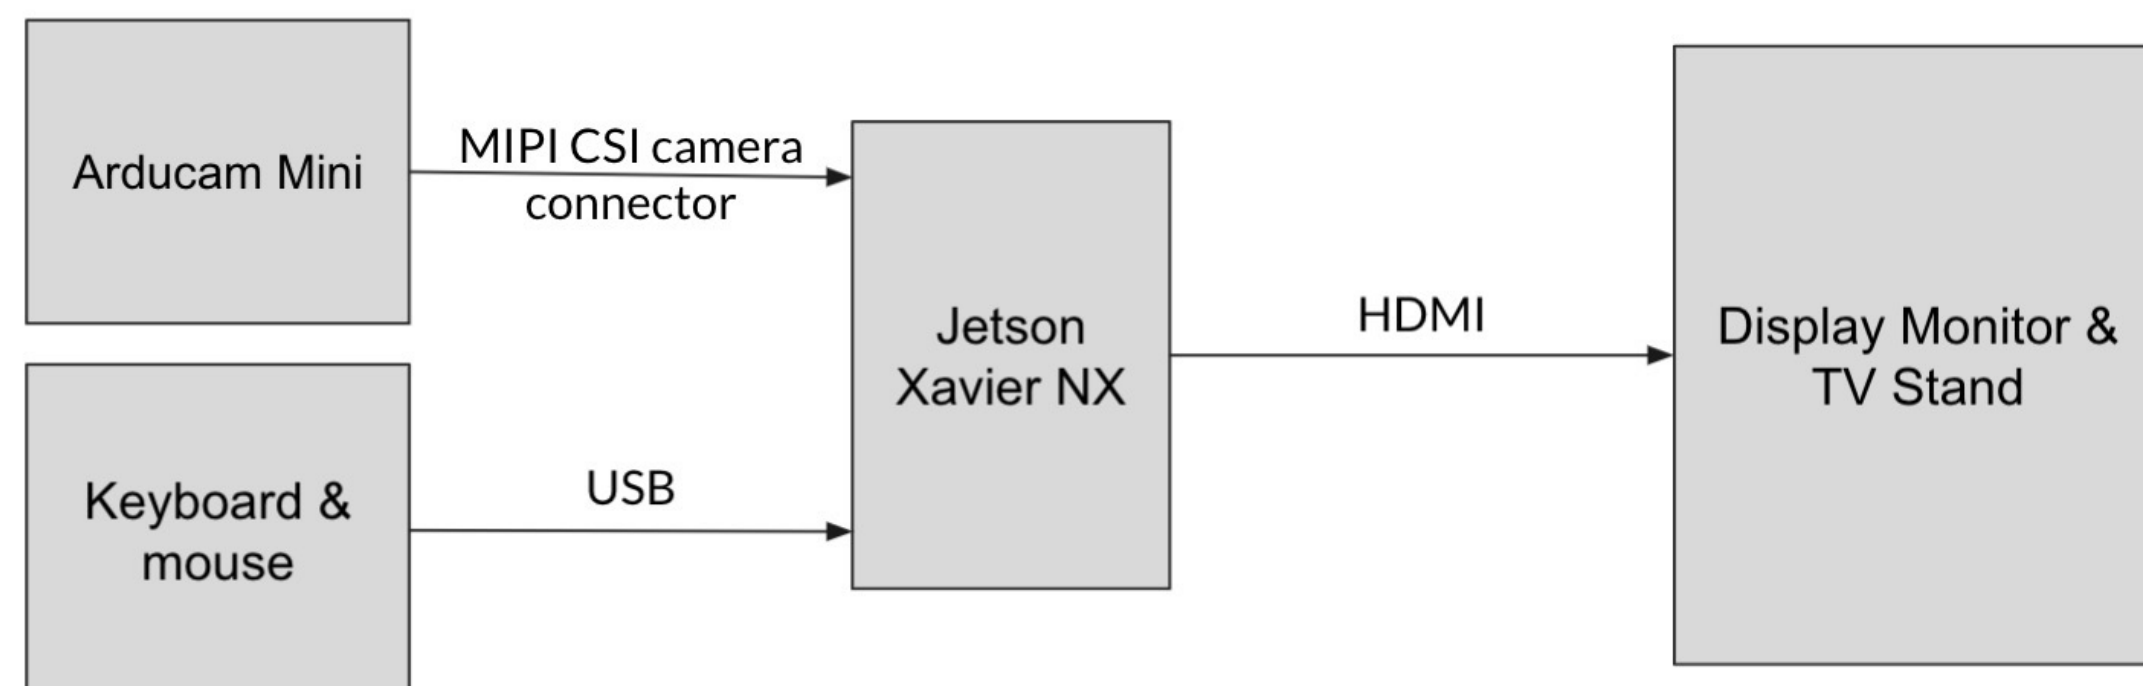 Arducam Mini
MIPI CSI camera
connector
Keyboard &
mouse
USB
Jetson
Xavier NX
HDMI
Display Monitor &
TV Stand